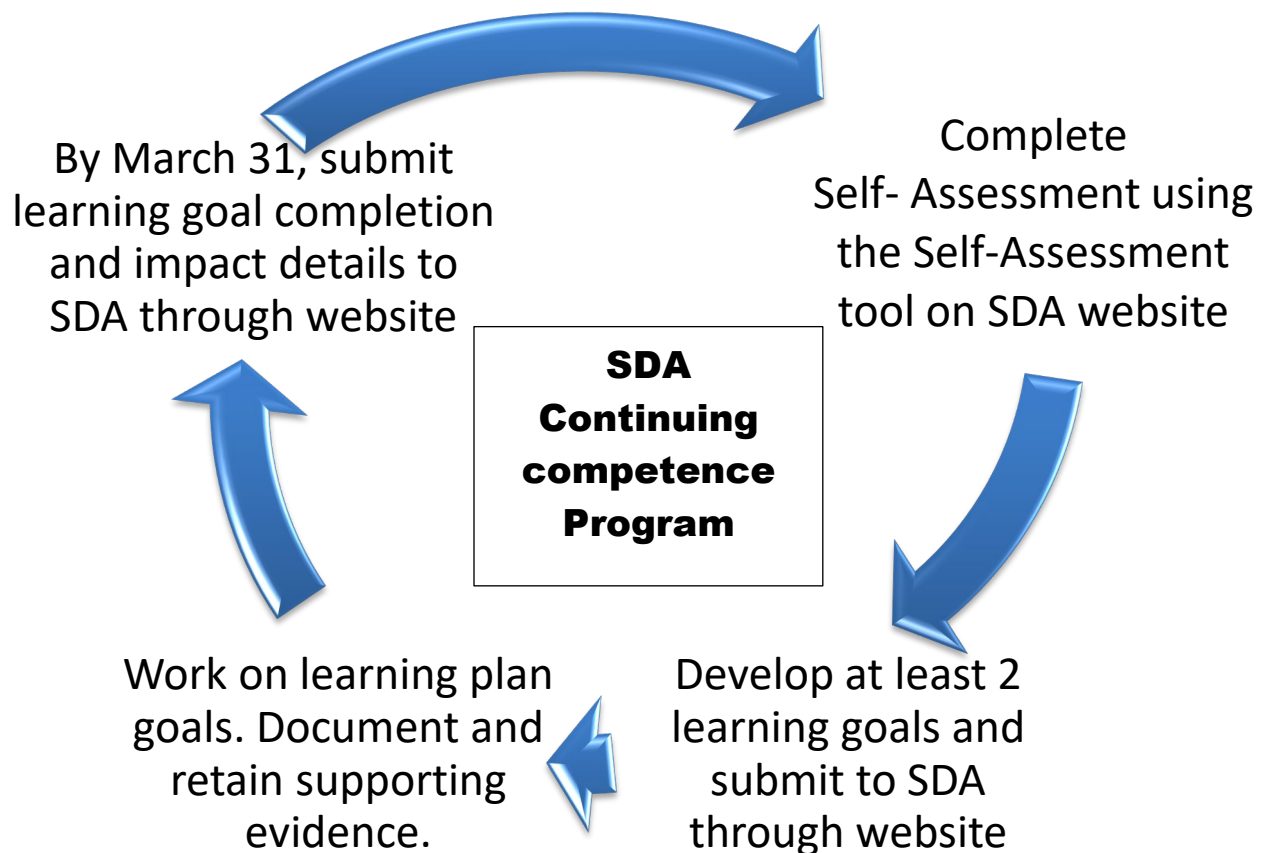 By March 31, submit
learning goal completion
and impact details to
SDA through website
Complete
Self- Assessment using
the Self-Assessment
tool on SDA website
SDA
Continuing
competence
Program
Work on learning plan
goals. Document and
retain supporting
evidence.
Develop at least 2
learning goals and
submit to SDA
through website